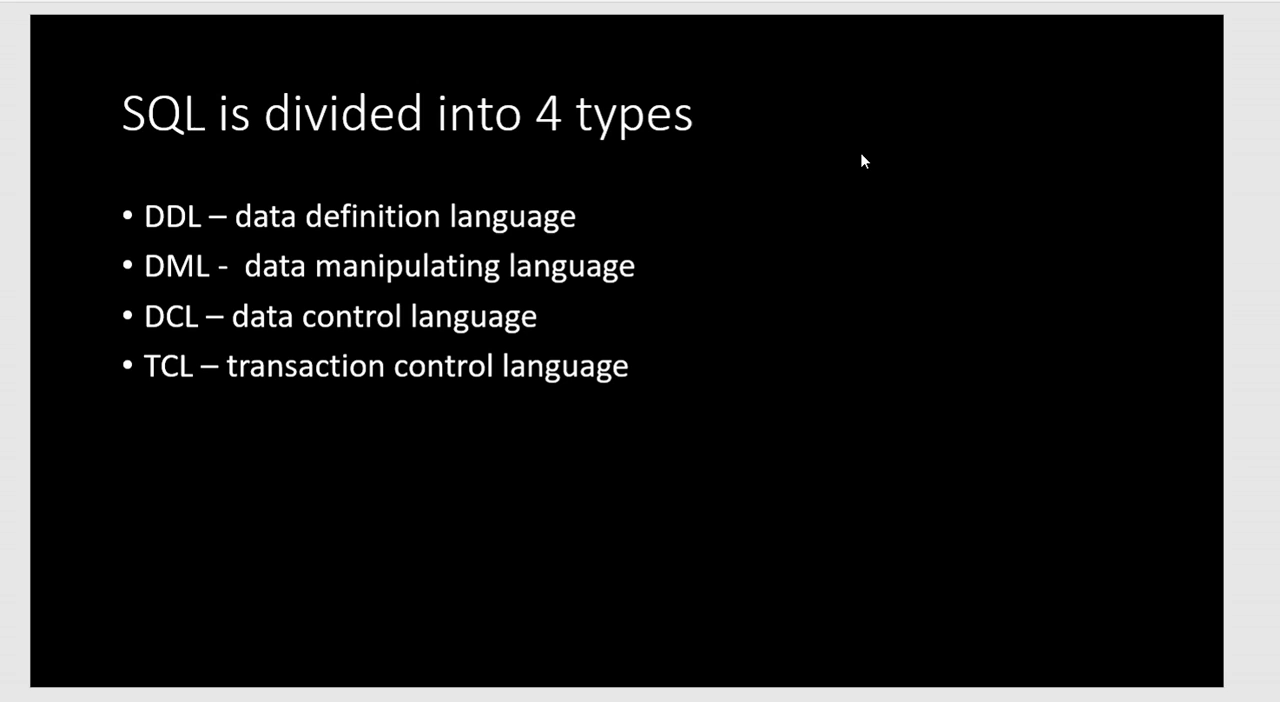 SQL is divided into 4 types
• DDL – data definition language
• DML -  data manipulating language
• DCL – data control language
• TCL – transaction control language